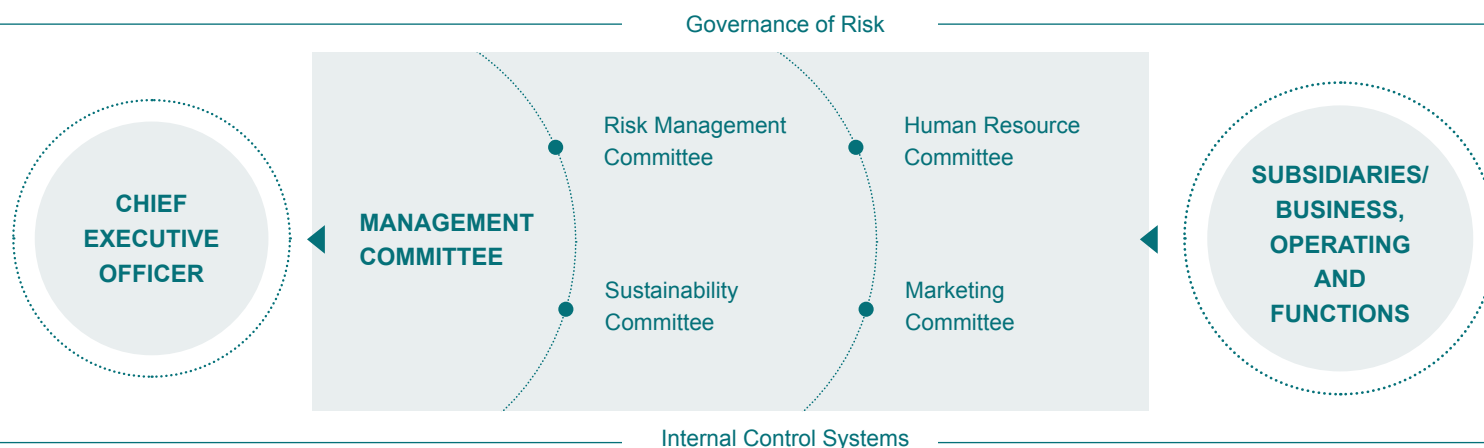 Governance of Risk
CHIEF
EXECUTIVE
OFFICER
MANAGEMENT
COMMITTEE
Risk Management
Committee
Sustainability
Committee
Human Resource
Committee
Marketing
Committee
SUBSIDIARIES/
BUSINESS,
OPERATING
AND
FUNCTIONS
Internal Control Systems